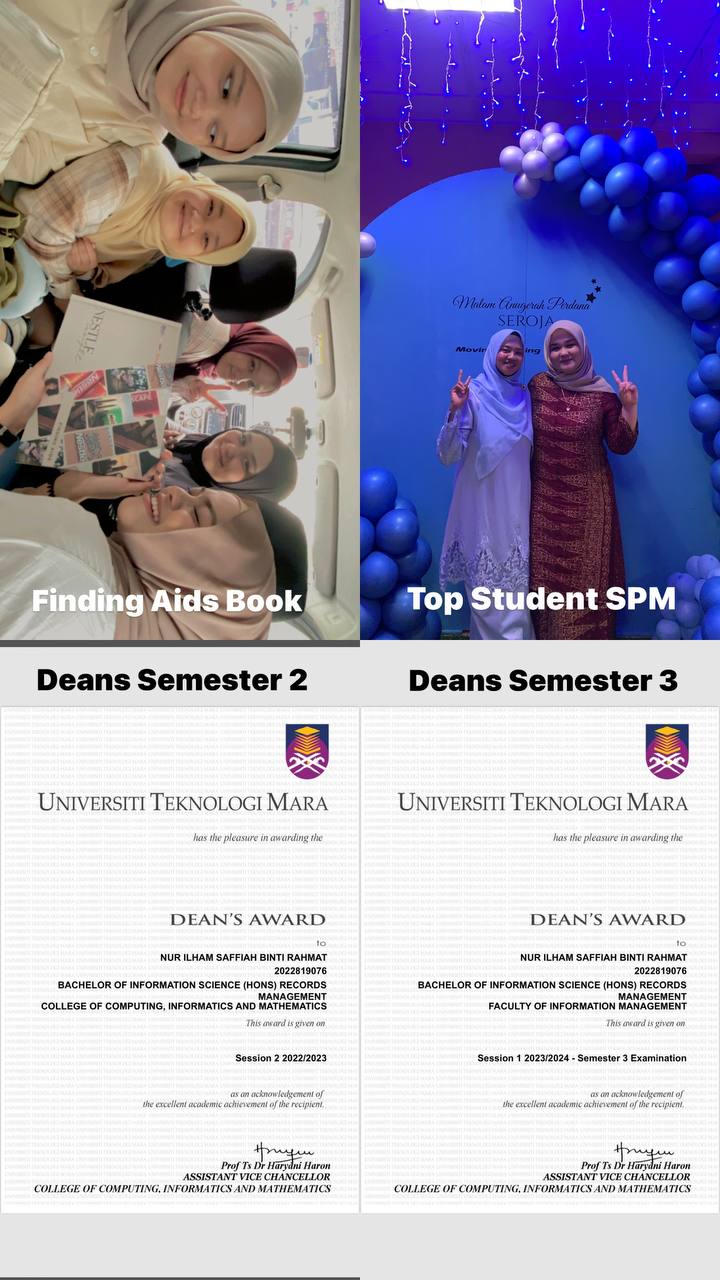 NESTLÉ
Malam Anugerah Perdana
SEROJA
Finding Aids Book
Top Student SPM
Deans Semester 2
UNIVERSITI TEKNOLOGI MARA
has the pleasure in awarding the
DEAN'S AWARD
to
NUR ILHAM SAFFIAH BINTI RAHMAT
2022819076
BACHELOR OF INFORMATION SCIENCE (HONS) RECORDS
MANAGEMENT
COLLEGE OF COMPUTING, INFORMATICS AND MATHEMATICS
This award is given on
Session 2 2022/2023
as an acknowledgement of
the excellent academic achievement of the recipient.
Prof Ts Dr Haryani Haron
ASSISTANT VICE CHANCELLOR
COLLEGE OF COMPUTING, INFORMATICS AND MATHEMATICS
Deans Semester 3
UNIVERSITI TEKNOLOGI MARA
has the pleasure in awarding the
DEAN'S AWARD
to
NUR ILHAM SAFFIAH BINTI RAHMAT
2022819076
BACHELOR OF INFORMATION SCIENCE (HONS) RECORDS
MANAGEMENT
FACULTY OF INFORMATION MANAGEMENT
This award is given on
Session 1 2023/2024 - Semester 3 Examination
as an acknowledgement of
the excellent academic achievement of the recipient.
Prof Ts Dr Haryani Haron
ASSISTANT VICE CHANCELLOR
COLLEGE OF COMPUTING, INFORMATICS AND MATHEMATICS